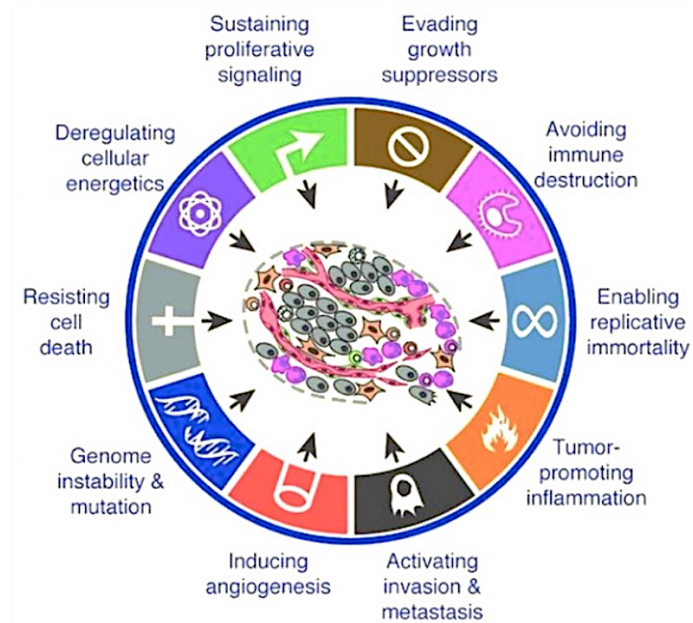 Sustaining
proliferative
signaling
Evading
growth
suppressors
Deregulating
cellular
energetics
Avoiding
immune
destruction
Resisting
cell
death
Enabling
replicative
immortality
Genome
instability &
mutation
Tumor-
promoting
inflammation
Inducing
angiogenesis
Activating
invasion &
metastasis